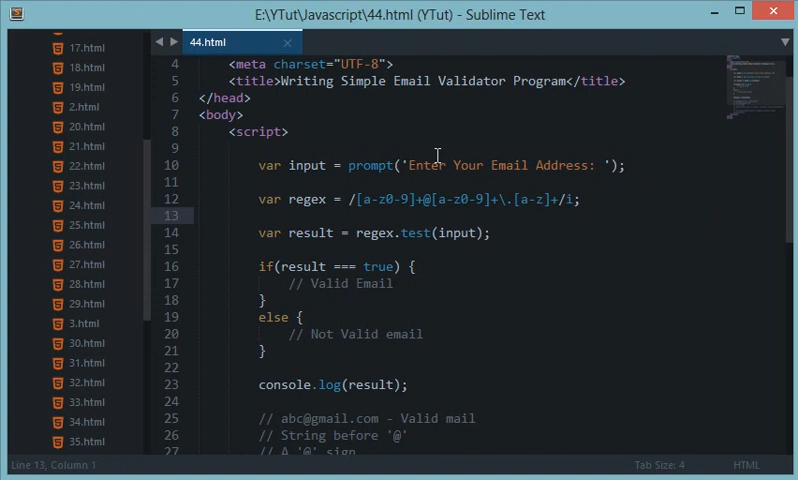 E:\YTut\Javascript\44.html (YTut) - Sublime Text
17.html
18.html
19.html
2.html
20.html
21.html
22.html
23.html
24.html
25.html
26.html
27.html
28.html
29.html
3.html
30.html
31.html
32.html
33.html
34.html
35.html
44.html
4 <meta charset="UTF-8">
5 <title>Writing Simple Email Validator Program</title>
6 </head>
7 <body>
8 <script>
9
10 var input = prompt('Enter Your Email Address: ');
11
12 var regex = /[a-z0-9]+@[a-z0-9]+\.[a-z]+/i;
13
14 var result = regex.test(input);
15
16 if(result === true) {
17 // Valid Email
18 }
19 else {
20 // Not Valid email
21 }
22
23 console.log(result);
24
25 // abc@gmail.com - Valid mail
26 // String before '@'
27 // A '@' sign
Line 13, Column 1
Tab Size: 4
HTML